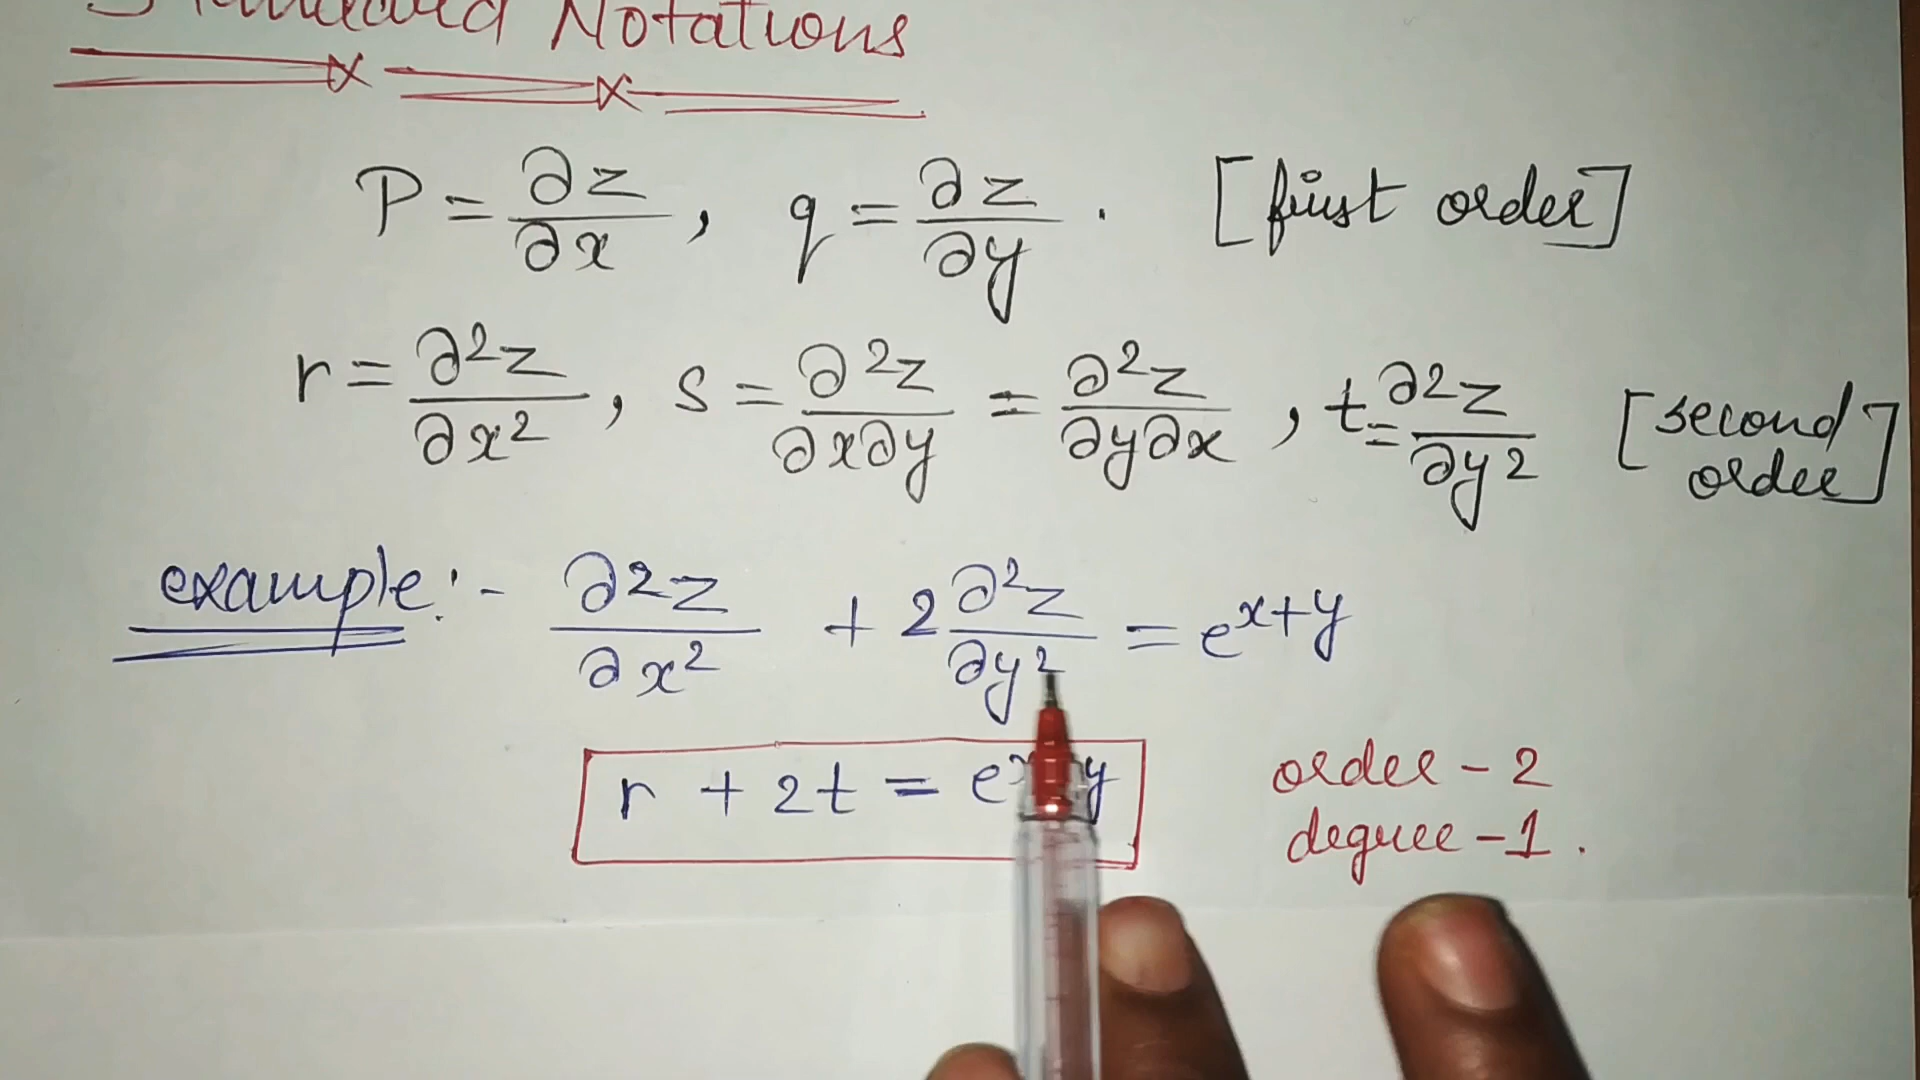 Standard Notations
P = ∂z/∂x , q = ∂z/∂y . [first order]
r = ∂²z/∂x² , s = ∂²z/∂x∂y = ∂²z/∂y∂x , t = ∂²z/∂y² [second order]
example:- ∂²z/∂x² + 2 ∂²z/∂y² = e^x+y
r + 2t = e^x+y
order - 2
degree - 1 .